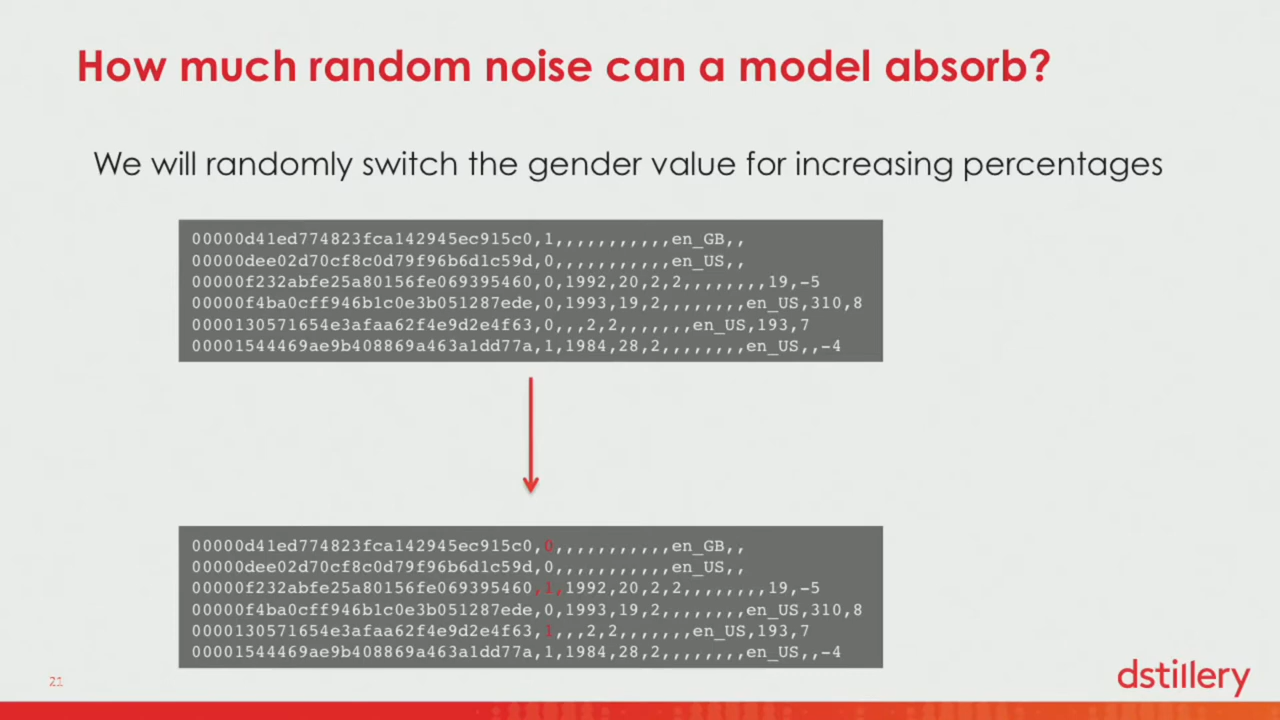 How much random noise can a model absorb?
We will randomly switch the gender value for increasing percentages
00000d41ed774823fca142945ec915c0,1,,,,,,,,,,,en_GB,,
00000dee02d70cf8c0d79f96b6d1c59d,0,,,,,,,,,,,en_US,,
00000f232abfe25a80156fe069395460,0,1992,20,2,2,,,,,,,,19,-5
00000f4ba0cff946b1c0e3b051287ede,0,1993,19,2,,,,,,,,en_US,310,8
0000130571654e3afaa62f4e9d2e4f63,0,,,2,2,,,,,,,en_US,193,7
00001544469ae9b408869a463a1dd77a,1,1984,28,2,,,,,,,,en_US,,-4
00000d41ed774823fca142945ec915c0,0,,,,,,,,,,,en_GB,,
00000dee02d70cf8c0d79f96b6d1c59d,0,,,,,,,,,,,en_US,,
00000f232abfe25a80156fe069395460,1,1992,20,2,2,,,,,,,,19,-5
00000f4ba0cff946b1c0e3b051287ede,0,1993,19,2,,,,,,,,en_US,310,8
0000130571654e3afaa62f4e9d2e4f63,1,,,2,2,,,,,,,en_US,193,7
00001544469ae9b408869a463a1dd77a,1,1984,28,2,,,,,,,,en_US,,-4
21
dstillery